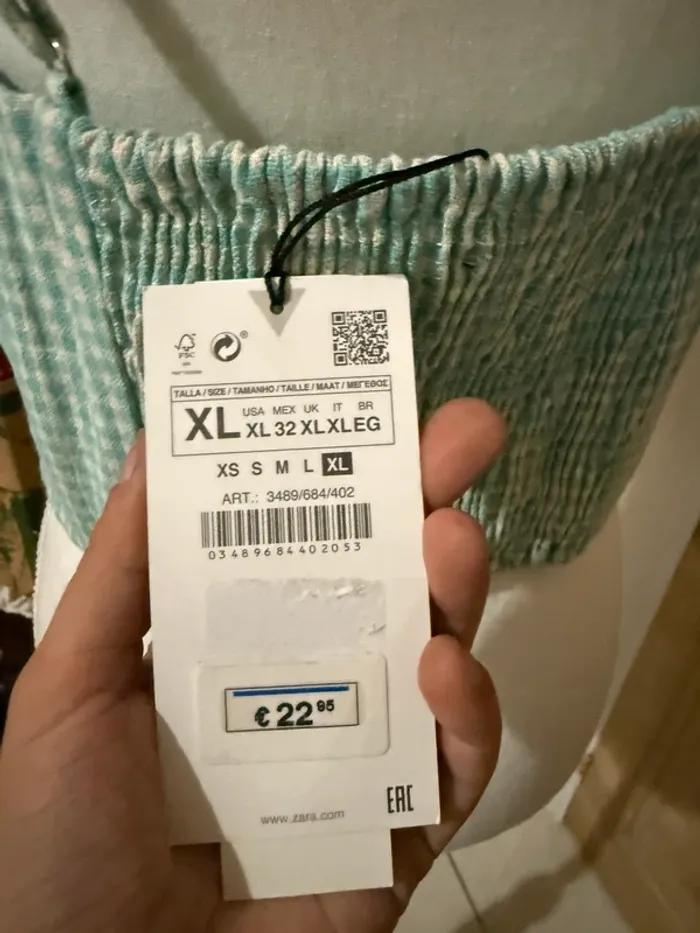 FSC
®
TALLA / SIZE / TAMANHO / TAILLE / MAAT / ΜΕΓΕΘΟΣ
USA MEX UK IT BR
XL XL 32 XL XL EG
XS S M L XL
ART.: 3489/684/402
03489684402053
€ 22 95
EAC
www.zara.com